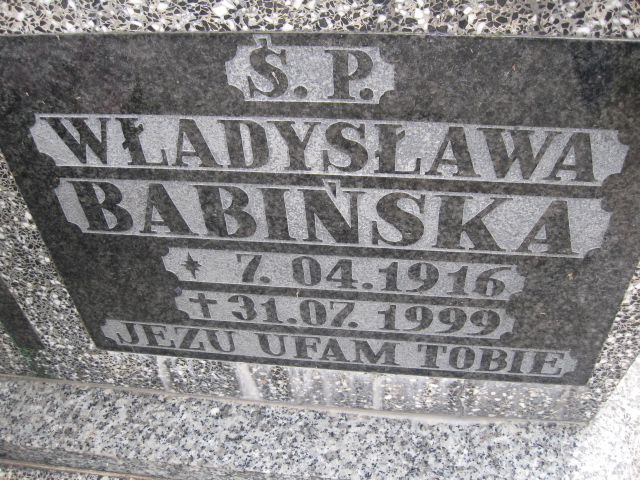 Ś. P.
WŁADYSŁAWA
BABIŃSKA
* 7. 04. 1916
† 31. 07. 1999
JEZU UFAM TOBIE